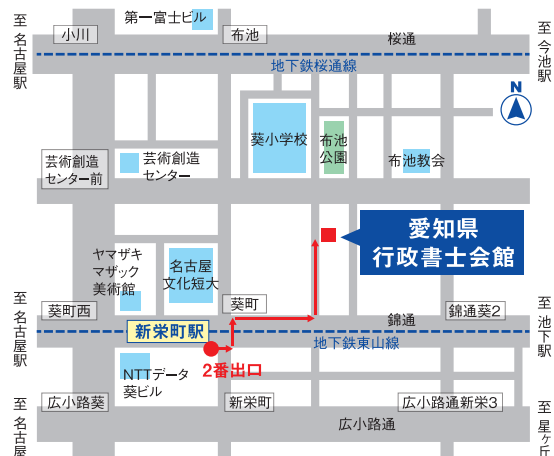 第一富士ビル
至 名古屋駅
小川
布池
桜通
至 今池駅
地下鉄桜通線
N
葵小学校
布池
公園
芸術創造
センター前
芸術創造
センター
布池教会
愛知県
行政書士会館
ヤマザキ
マザック
美術館
名古屋
文化短大
至 名古屋駅
葵町西
葵町
錦通
錦通葵2
至 池下駅
新栄町駅
地下鉄東山線
2番出口
NTTデータ
葵ビル
至 名古屋
広小路葵
新栄町
広小路通新栄3
広小路通
至 星ヶ丘